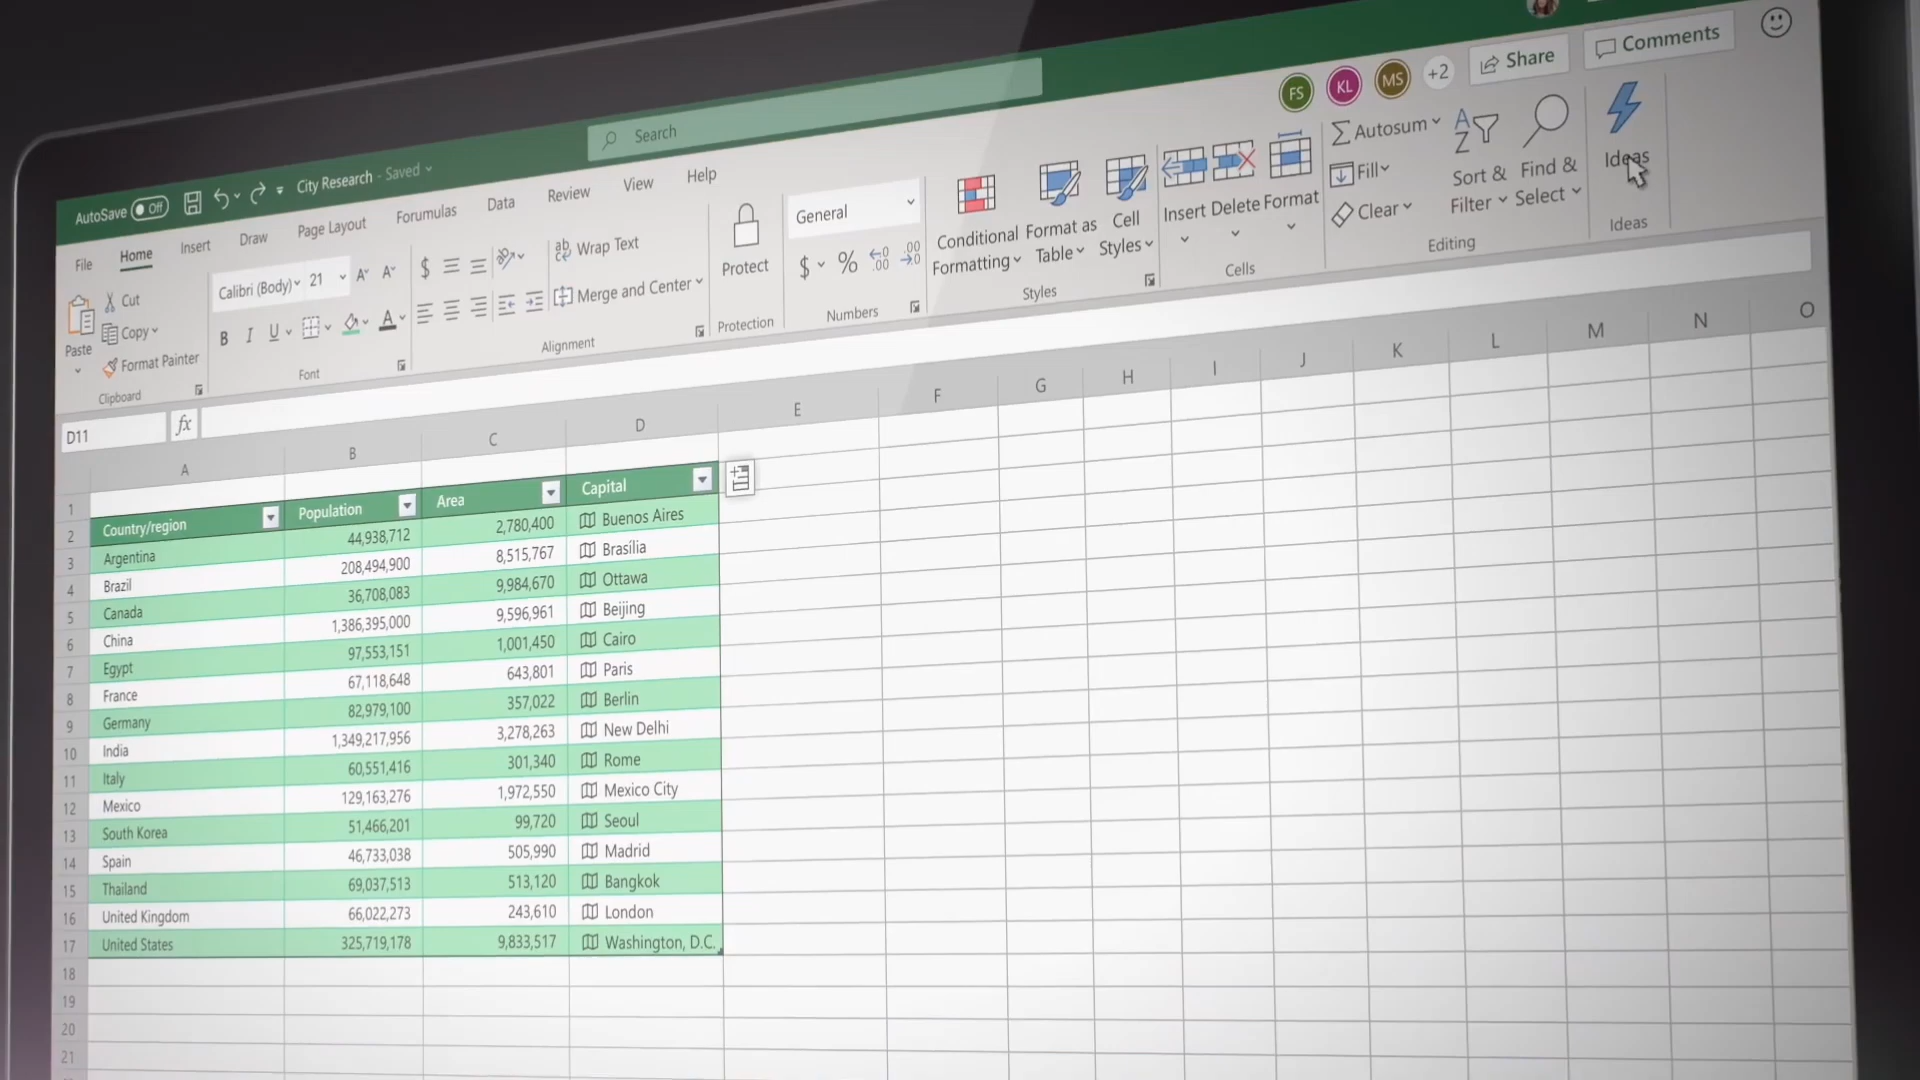 Search
FS KL MS +2 Share Comments
AutoSave Off City Research - Saved
File Home Insert Draw Page Layout Forumulas Data Review View Help
Paste
Cut
Copy
Format Painter
Clipboard
Calibri (Body) 21
B I U A
Font
Wrap Text
Merge and Center
Alignment
Protect
Protection
General
$ %
Numbers
Conditional Formatting
Format as Table
Cell Styles
Styles
Insert Delete Format
Cells
Autosum
Fill
Clear
Sort & Filter
Find & Select
Editing
Ideas
Ideas
D11 fx
A B C D E F G H I J K L M N O
1 Country/region Population Area Capital
2 Argentina 44,938,712 2,780,400 Buenos Aires
3 Brazil 208,494,900 8,515,767 Brasília
4 Canada 36,708,083 9,984,670 Ottawa
5 China 1,386,395,000 9,596,961 Beijing
6 Egypt 97,553,151 1,001,450 Cairo
7 France 67,118,648 643,801 Paris
8 Germany 82,979,100 357,022 Berlin
9 India 1,349,217,956 3,278,263 New Delhi
10 Italy 60,551,416 301,340 Rome
11 Mexico 129,163,276 1,972,550 Mexico City
12 South Korea 51,466,201 99,720 Seoul
13 Spain 46,733,038 505,990 Madrid
14 Thailand 69,037,513 513,120 Bangkok
15 United Kingdom 66,022,273 243,610 London
16 United States 325,719,178 9,833,517 Washington, D.C.
17
18
19
20
21